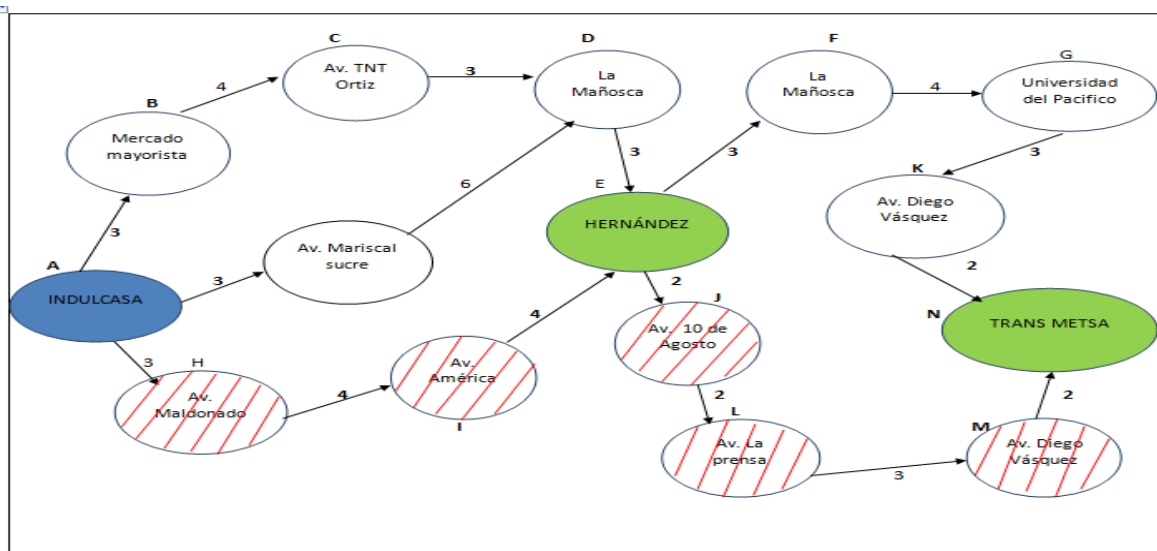 C
D
F
G
Av. TNT
Ortiz
3
La
Mañosca
La
Mañosca
4
Universidad
del Pacifico
4
B
Mercado
mayorista
3
3
3
6
E
K
Av. Diego
Vásquez
3
HERNÁNDEZ
Av. Mariscal
sucre
A
INDULCASA
3
2
2
J
4
Av. 10 de
Agosto
N
TRANS METSA
3
H
Av.
Maldonado
4
Av.
América
I
2
2
L
Av. La
prensa
3
M
Av. Diego
Vásquez